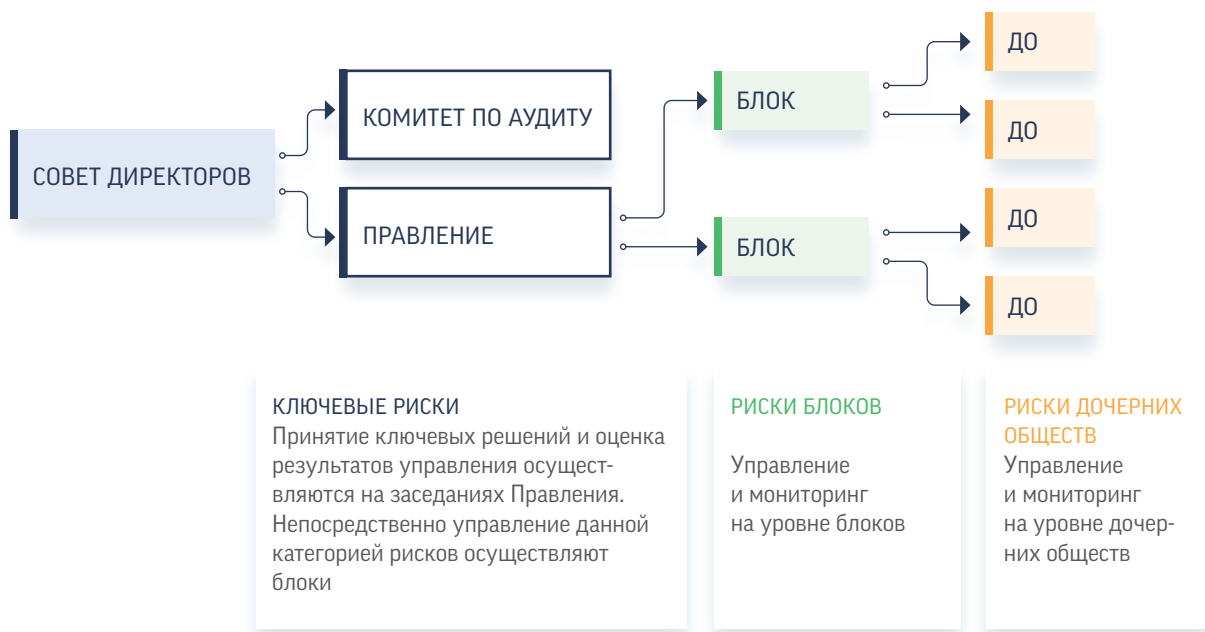 СОВЕТ ДИРЕКТОРОВ
КОМИТЕТ ПО АУДИТУ
ПРАВЛЕНИЕ
БЛОК
БЛОК
ДО
ДО
ДО
ДО
КЛЮЧЕВЫЕ РИСКИ
Принятие ключевых решений и оценка
результатов управления осущест-
вляются на заседаниях Правления.
Непосредственно управление данной
категорией рисков осуществляют
блоки
РИСКИ БЛОКОВ
Управление
и мониторинг
на уровне блоков
РИСКИ ДОЧЕРНИХ
ОБЩЕСТВ
Управление
и мониторинг
на уровне дочер-
них обществ